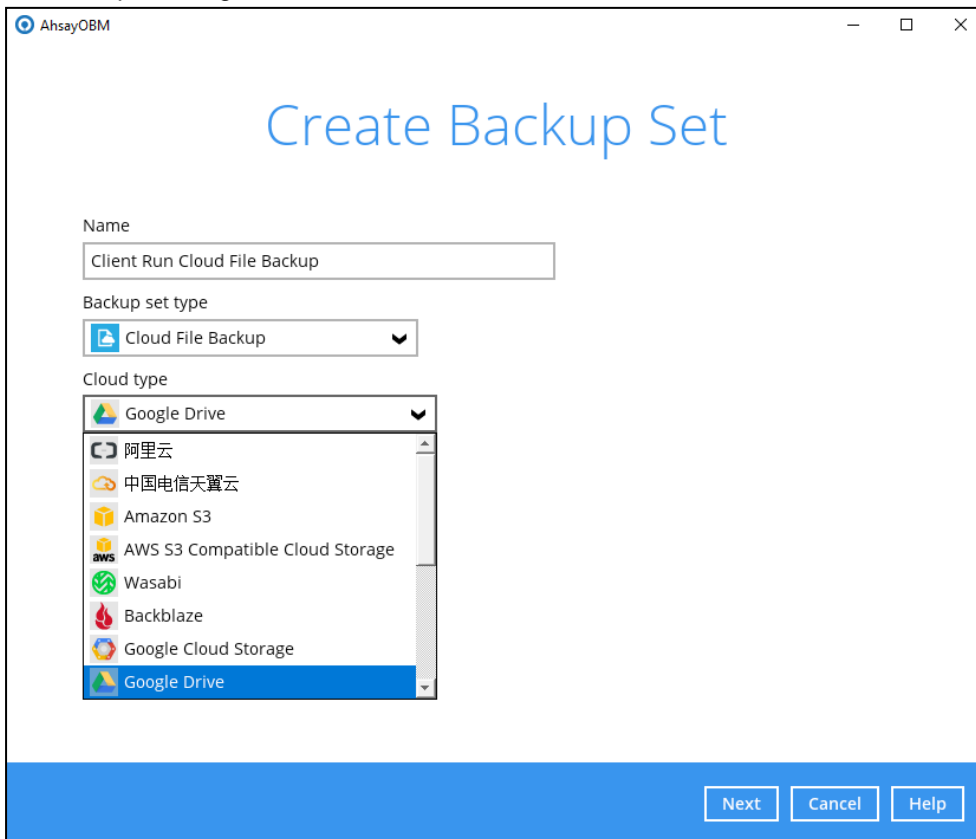 AhsayOBM
Create Backup Set
Name
Client Run Cloud File Backup
Backup set type
Cloud File Backup
Cloud type
Google Drive
阿里云
中国电信天翼云
Amazon S3
aws AWS S3 Compatible Cloud Storage
Wasabi
Backblaze
Google Cloud Storage
Google Drive
Next Cancel Help